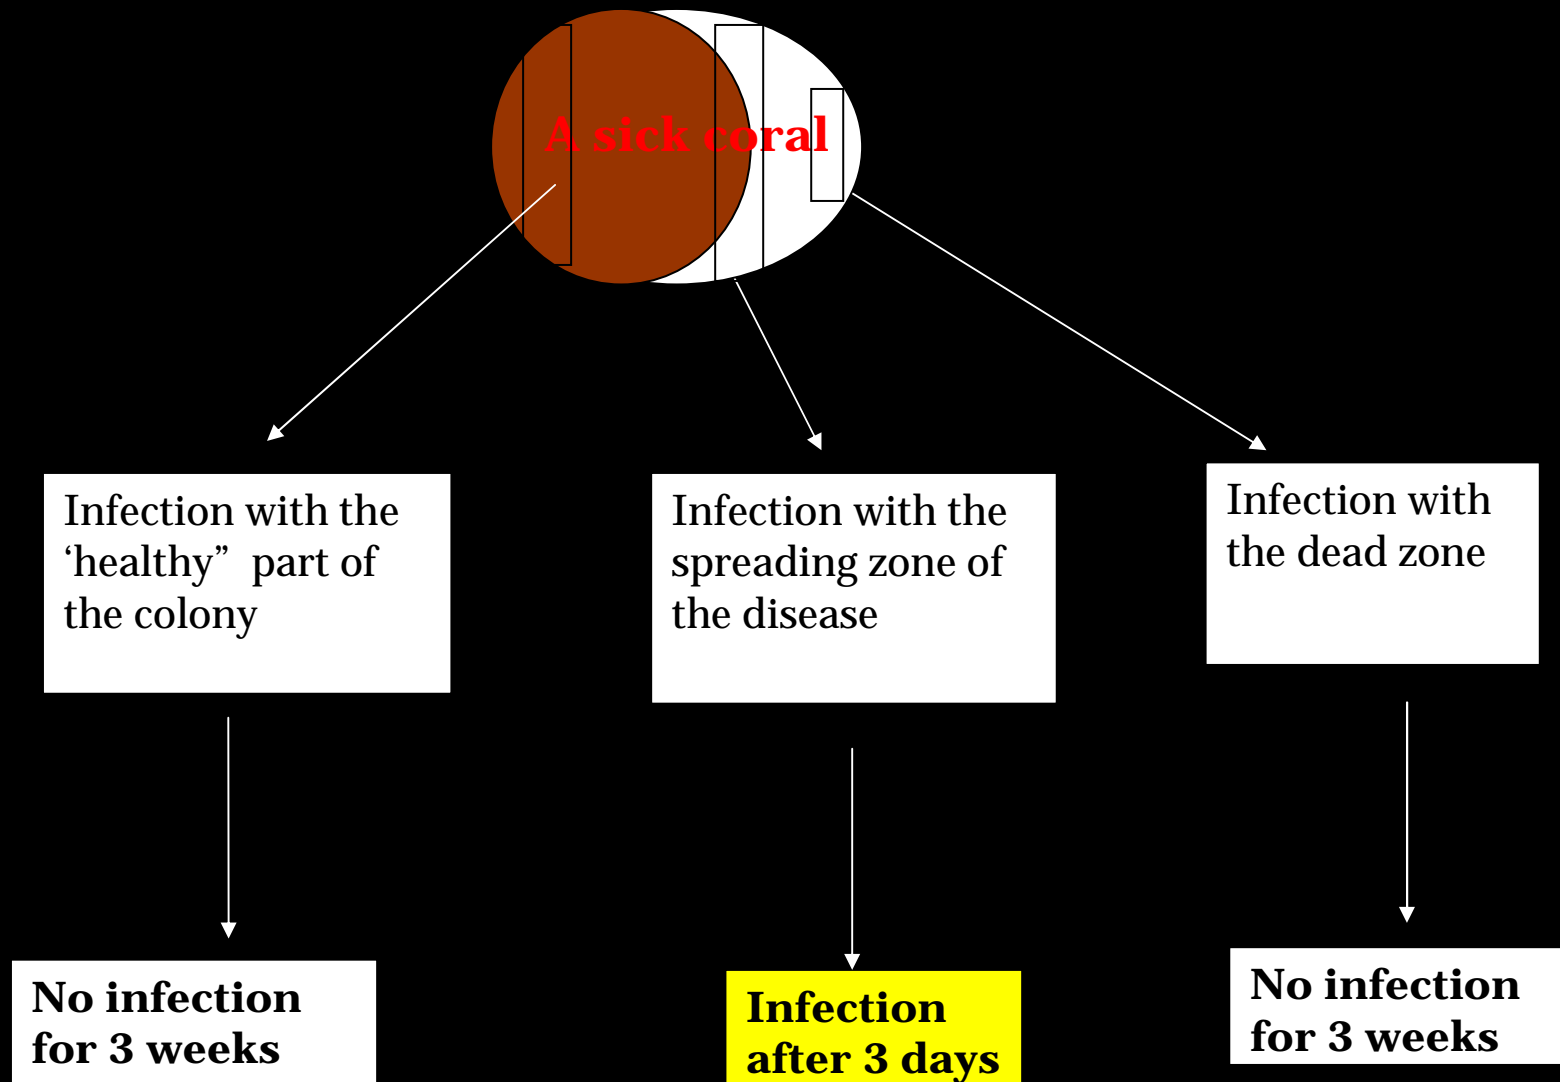 A sick coral
Infection with the
‘healthy” part of
the colony
Infection with the
spreading zone of
the disease
Infection with
the dead zone
No infection
for 3 weeks
Infection
after 3 days
No infection
for 3 weeks